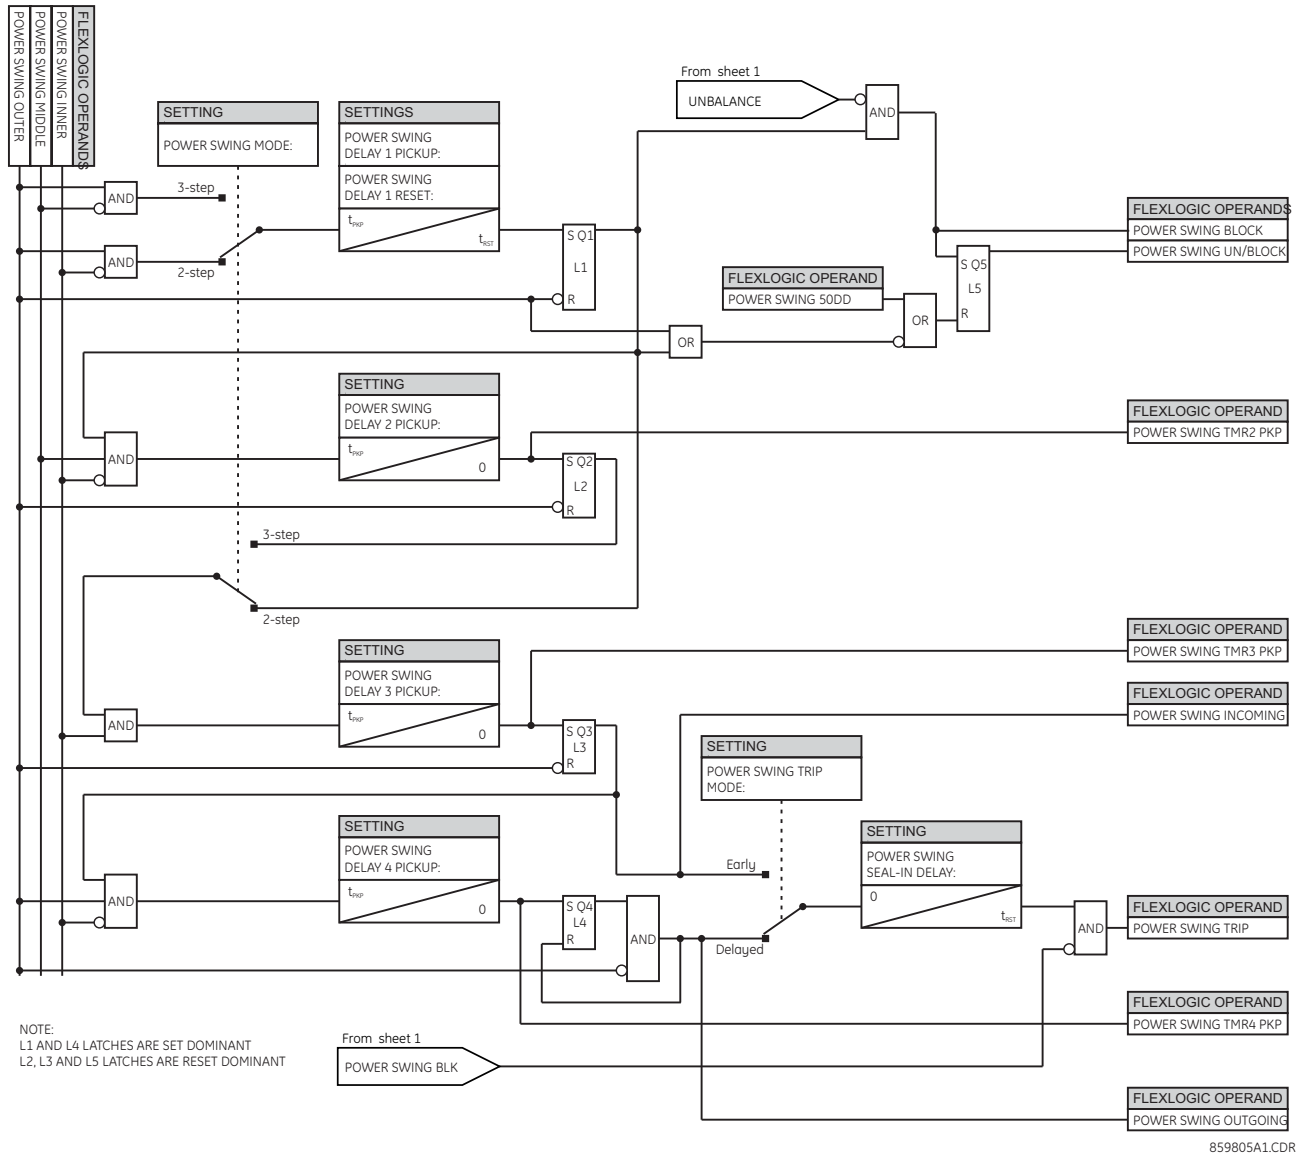 POWER SWING OUTER
POWER SWING MIDDLE
POWER SWING INNER
FLEXLOGIC OPERANDS
From sheet 1
UNBALANCE
AND
SETTING
POWER SWING MODE:
SETTINGS
POWER SWING
DELAY 1 PICKUP:
POWER SWING
DELAY 1 RESET:
tPKP
tRST
AND
3-step
AND
2-step
S Q1
L1
R
FLEXLOGIC OPERANDS
POWER SWING BLOCK
POWER SWING UN/BLOCK
S Q5
L5
R
FLEXLOGIC OPERAND
POWER SWING 50DD
OR
OR
SETTING
POWER SWING
DELAY 2 PICKUP:
tPKP
0
AND
S Q2
L2
R
FLEXLOGIC OPERAND
POWER SWING TMR2 PKP
3-step
2-step
SETTING
POWER SWING
DELAY 3 PICKUP:
tPKP
0
AND
S Q3
L3
R
FLEXLOGIC OPERAND
POWER SWING TMR3 PKP
FLEXLOGIC OPERAND
POWER SWING INCOMING
SETTING
POWER SWING TRIP
MODE:
SETTING
POWER SWING
DELAY 4 PICKUP:
tPKP
0
AND
S Q4
L4
R
AND
Early
Delayed
SETTING
POWER SWING
SEAL-IN DELAY:
0
tRST
AND
FLEXLOGIC OPERAND
POWER SWING TRIP
FLEXLOGIC OPERAND
POWER SWING TMR4 PKP
NOTE:
L1 AND L4 LATCHES ARE SET DOMINANT
L2, L3 AND L5 LATCHES ARE RESET DOMINANT
From sheet 1
POWER SWING BLK
FLEXLOGIC OPERAND
POWER SWING OUTGOING
859805A1.CDR